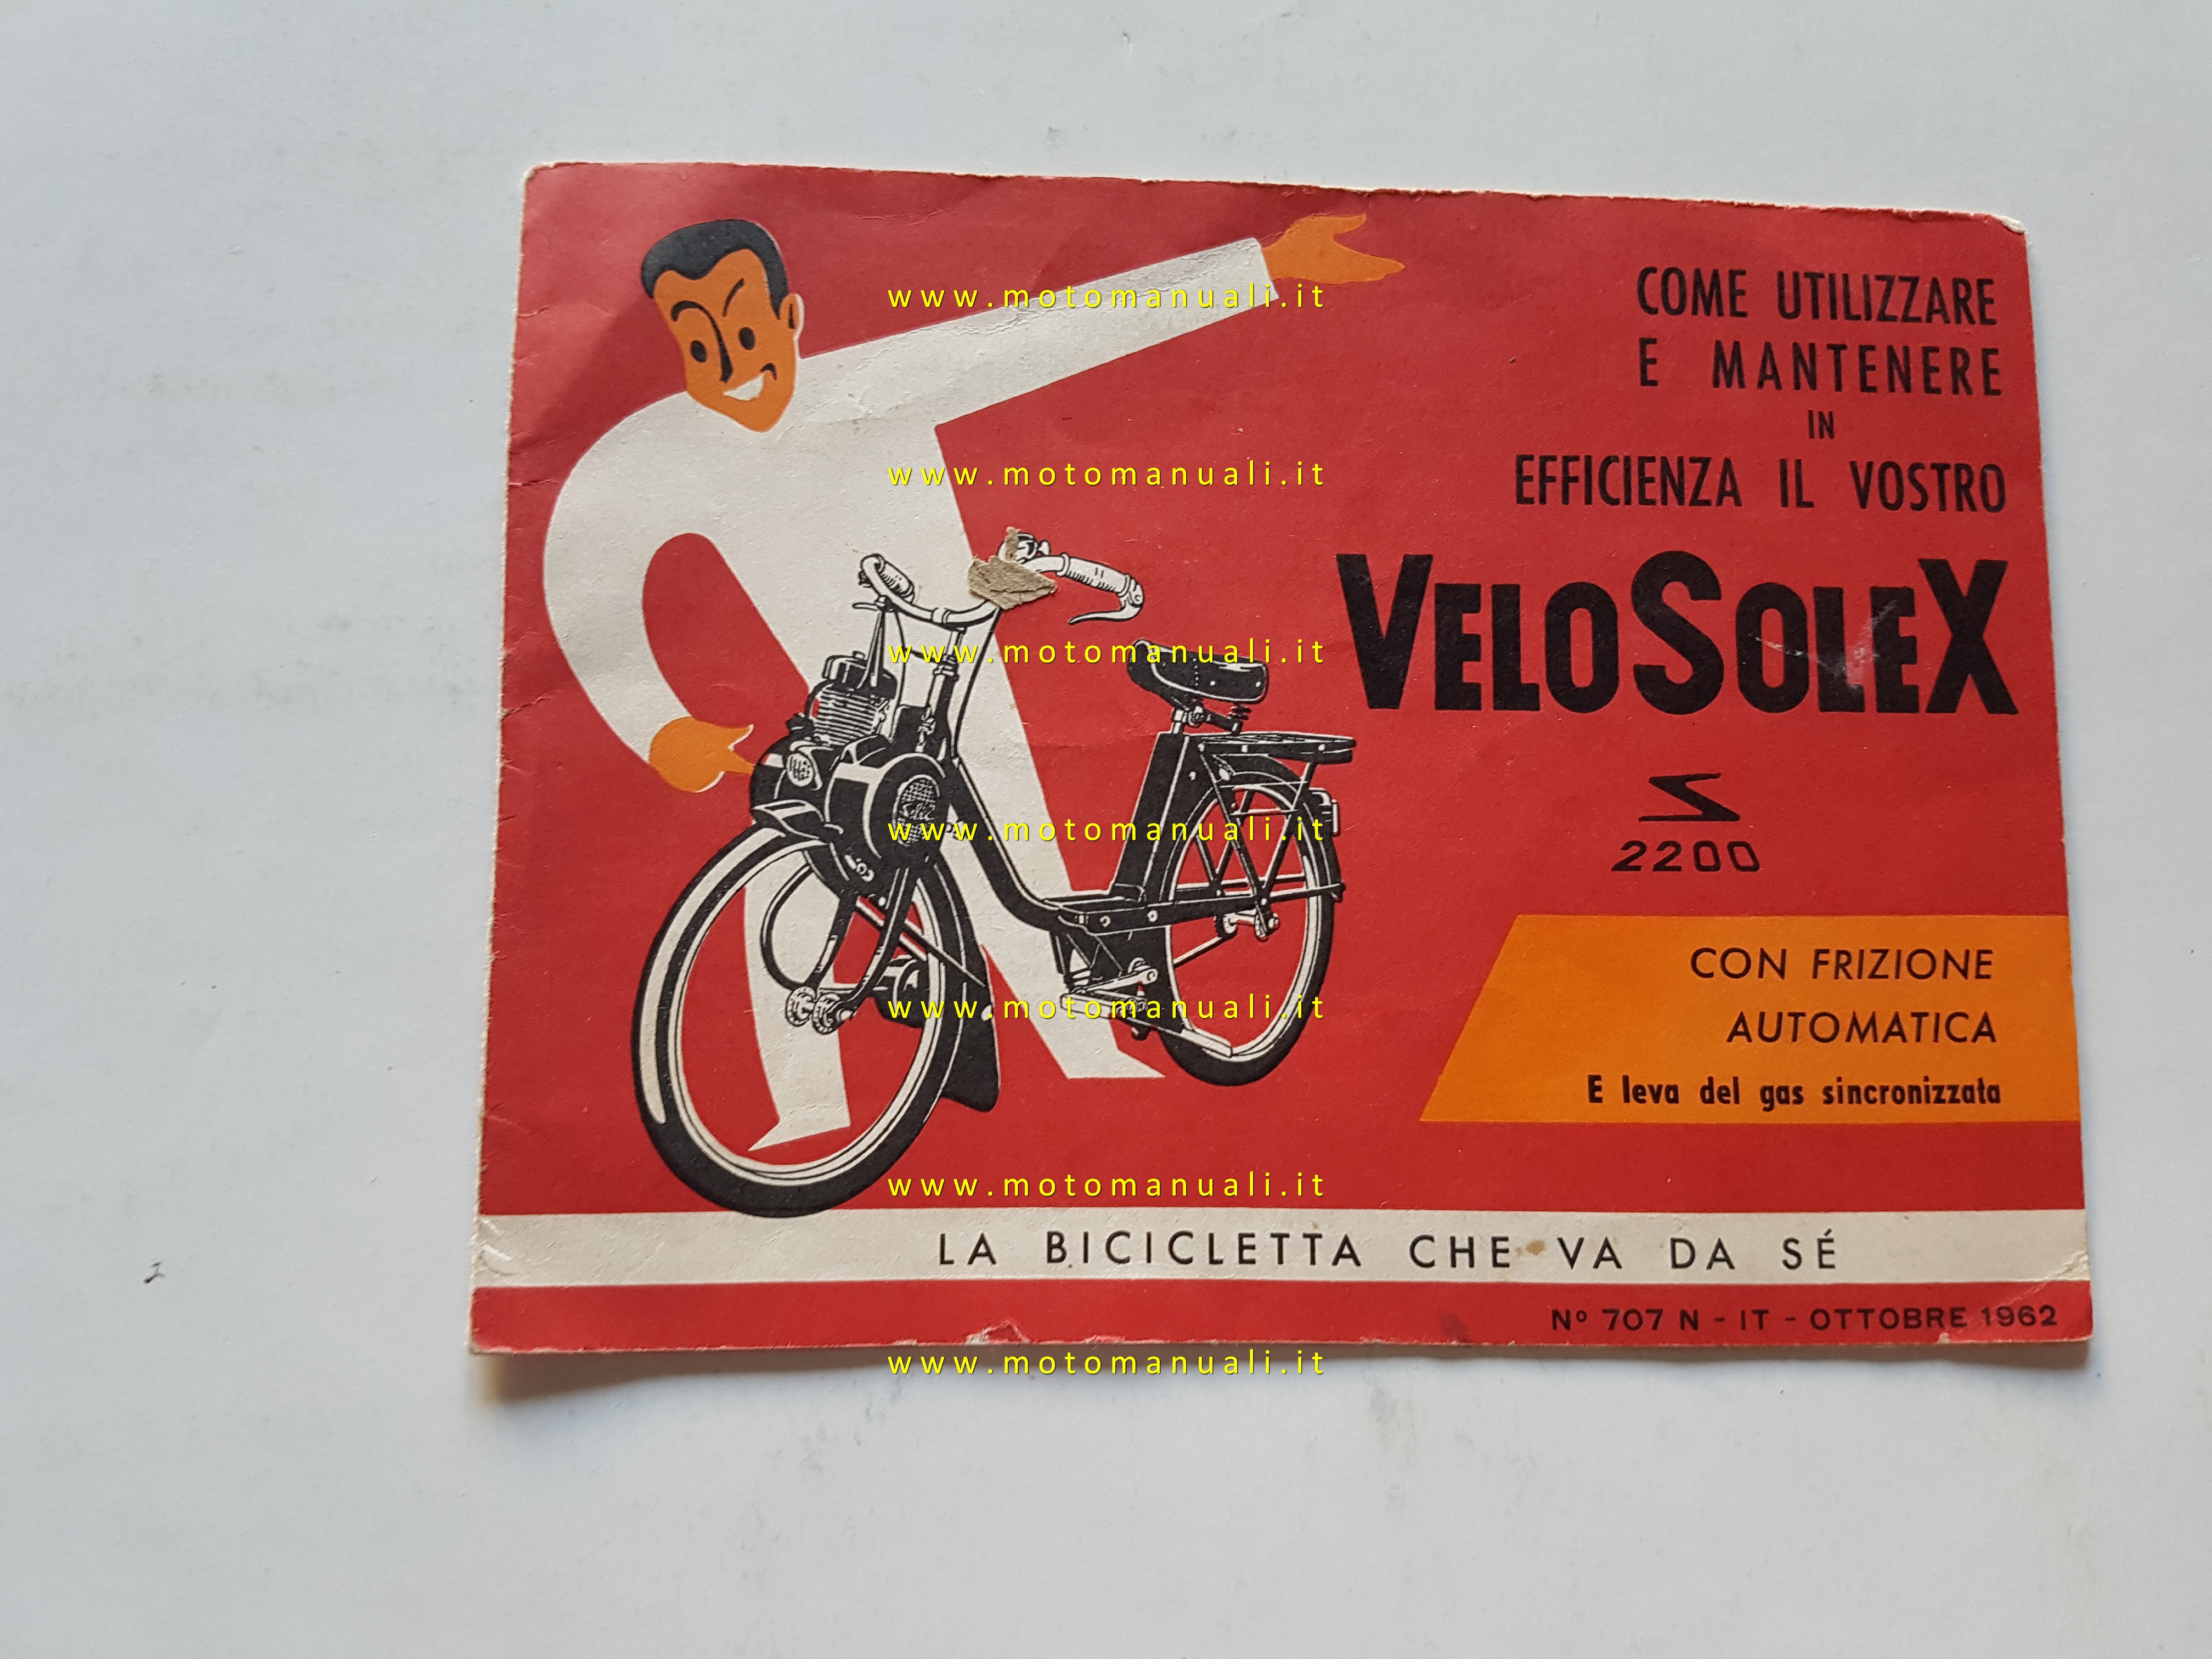 COME UTILIZZARE
E MANTENERE
IN
EFFICIENZA IL VOSTRO
VELOSOLEX
S
2200
CON FRIZIONE
AUTOMATICA
E leva del gas sincronizzata
LA BICICLETTA CHE VA DA SÉ
Nº 707 N - IT - OTTOBRE 1962
www.motomanuali.it
www.motomanuali.it
www.motomanuali.it
www.motomanuali.it
www.motomanuali.it
www.motomanuali.it
www.motomanuali.it